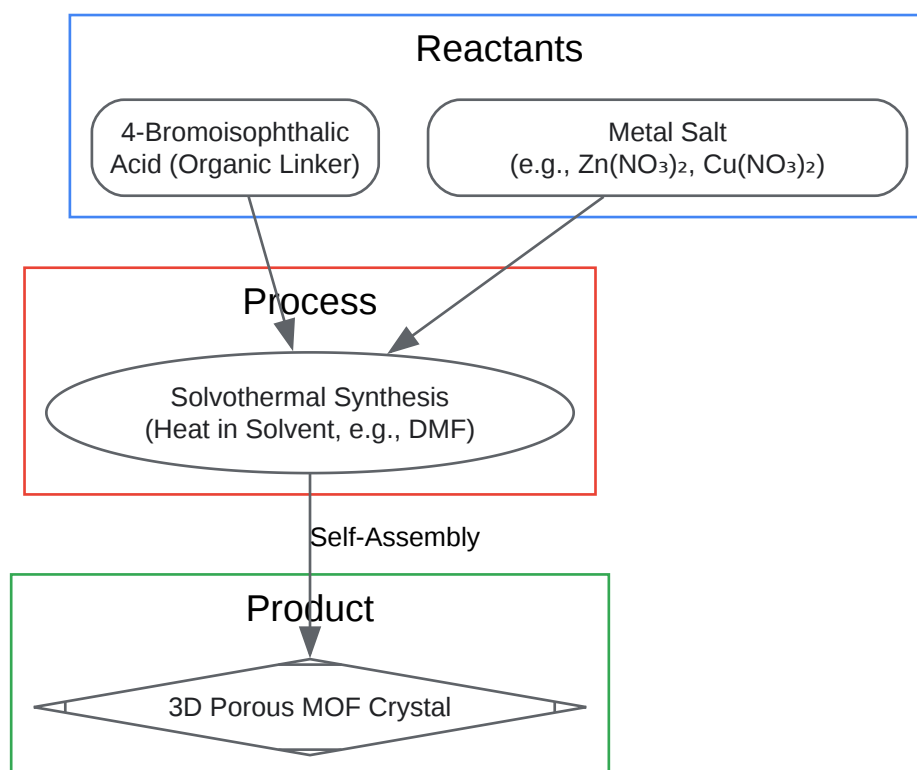 Reactants
4-Bromoisophthalic
Acid (Organic Linker)
Metal Salt
(e.g., Zn(NO₃)₂, Cu(NO₃)₂)
Process
Solvothermal Synthesis
(Heat in Solvent, e.g., DMF)
Self-Assembly
Product
3D Porous MOF Crystal